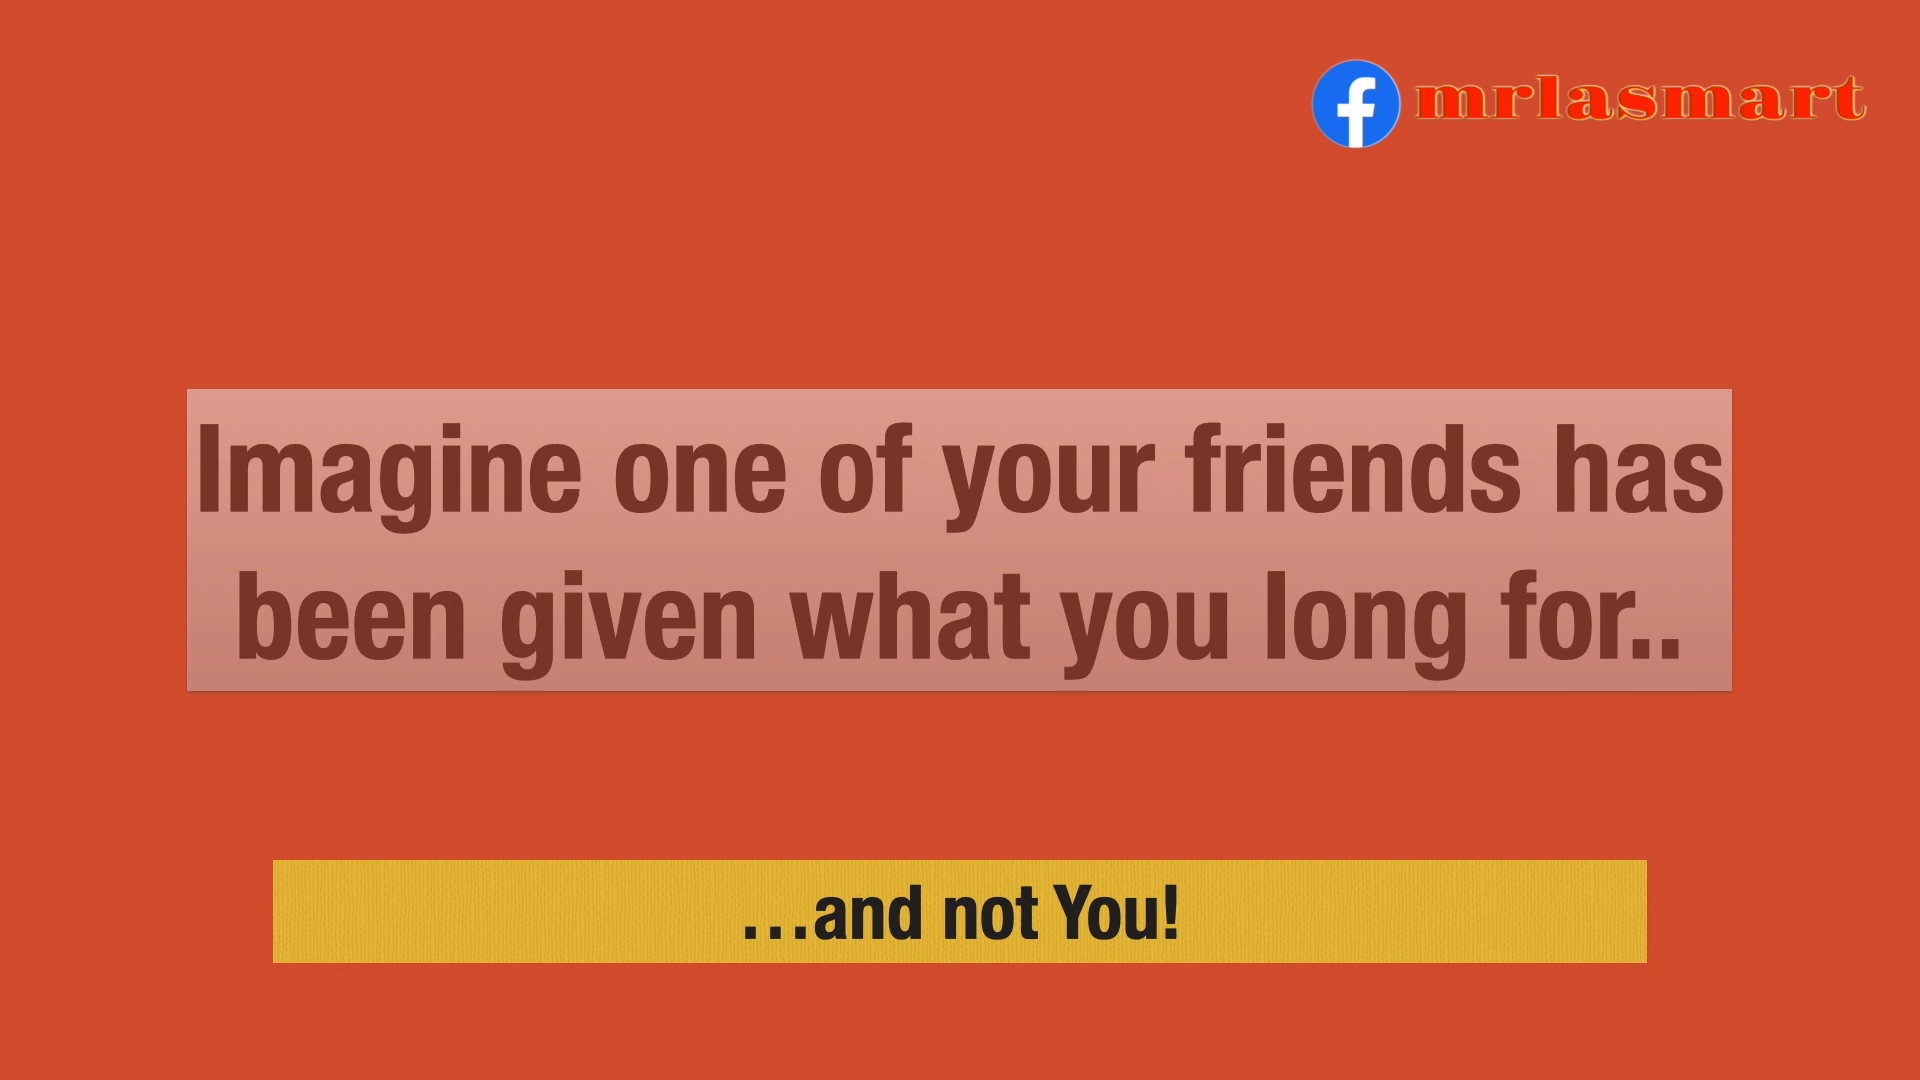 mrlasmart
Imagine one of your friends has
been given what you long for..
…and not You!